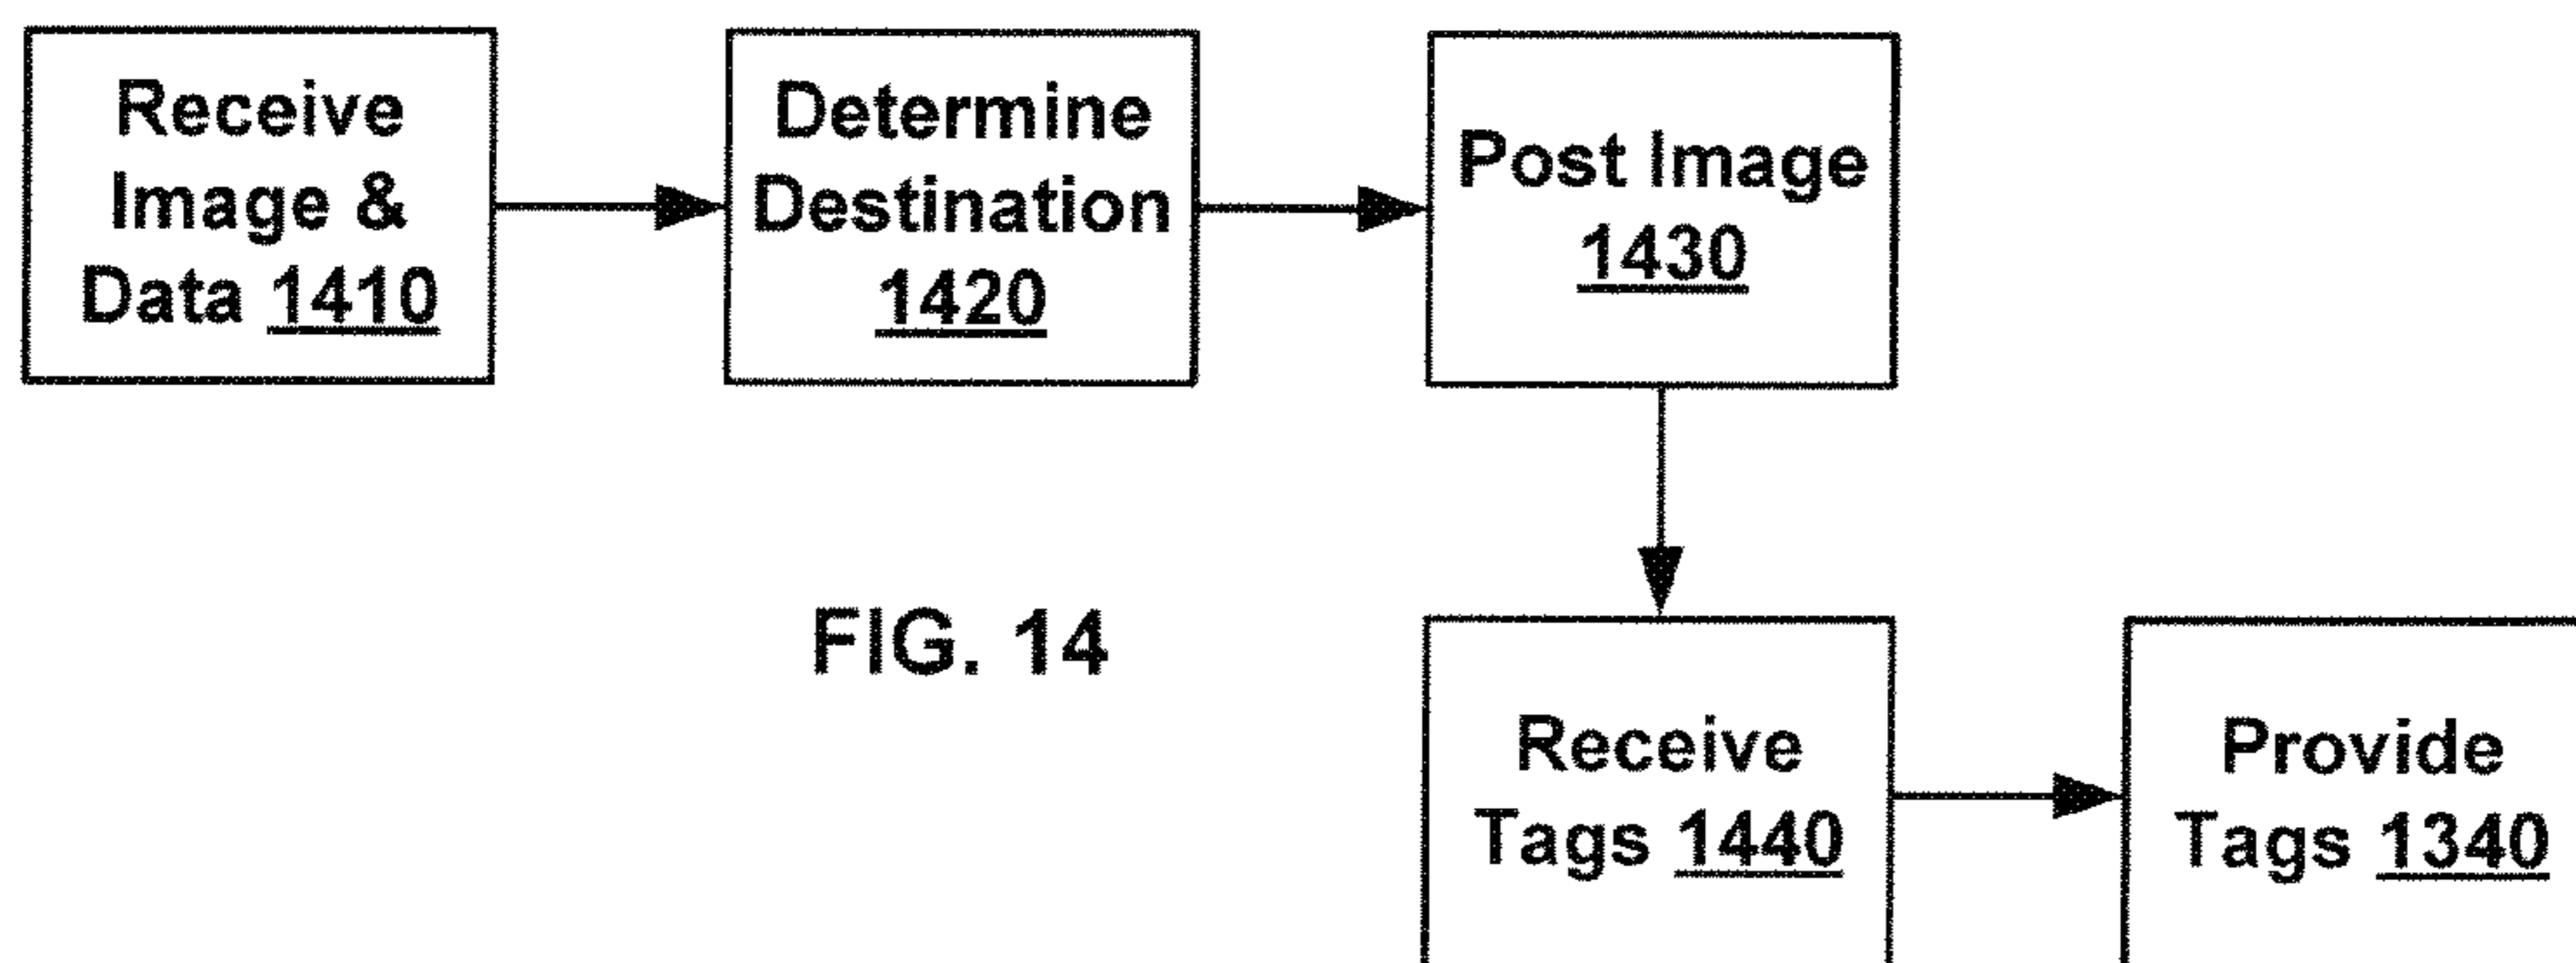 Receive
Image &
Data 1410
Determine
Destination
1420
Post Image
1430
FIG. 14
Receive
Tags 1440
Provide
Tags 1340